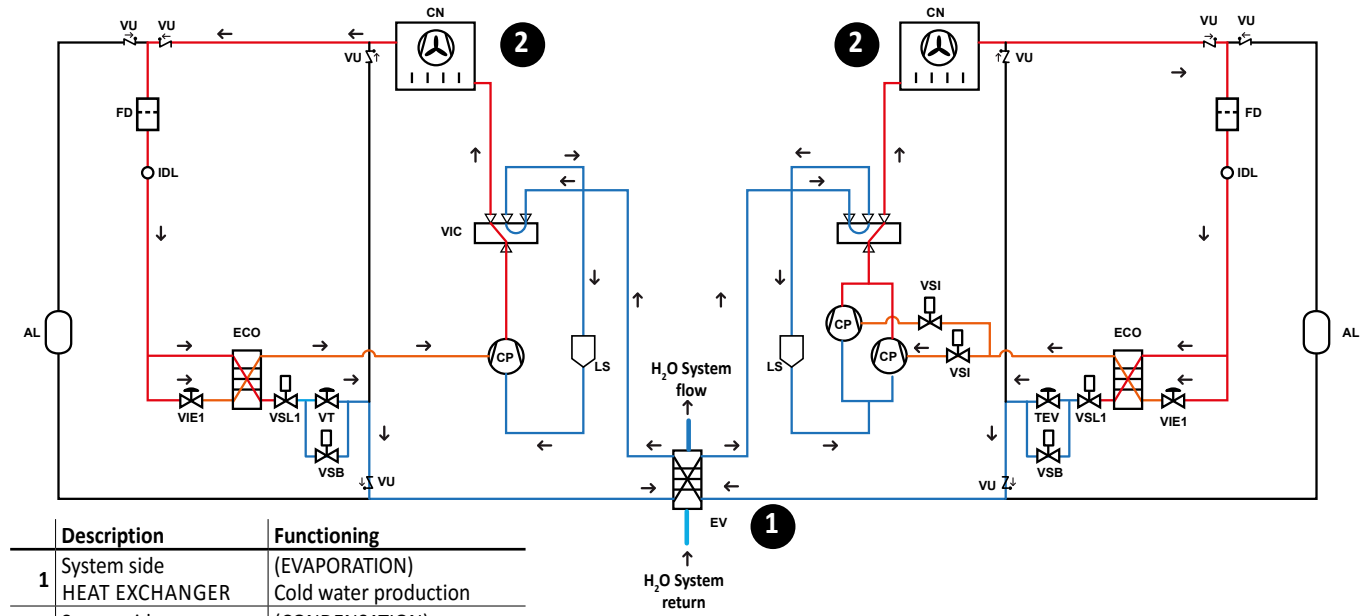 VU
VU
CN
2
VU
FD
IDL
VIC
AL
ECO
CP
LS
VIE1
VSL1
VT
VSB
VU
2
CN
VU
VU
VU
FD
IDL
VSI
CP
CP
VSI
LS
ECO
AL
TEV
VSL1
VIE1
VSB
VU
H₂O System
flow
EV
1
H₂O System
return
Description Functioning
1 System side (EVAPORATION)
HEAT EXCHANGER Cold water production
(CONDENSATION)